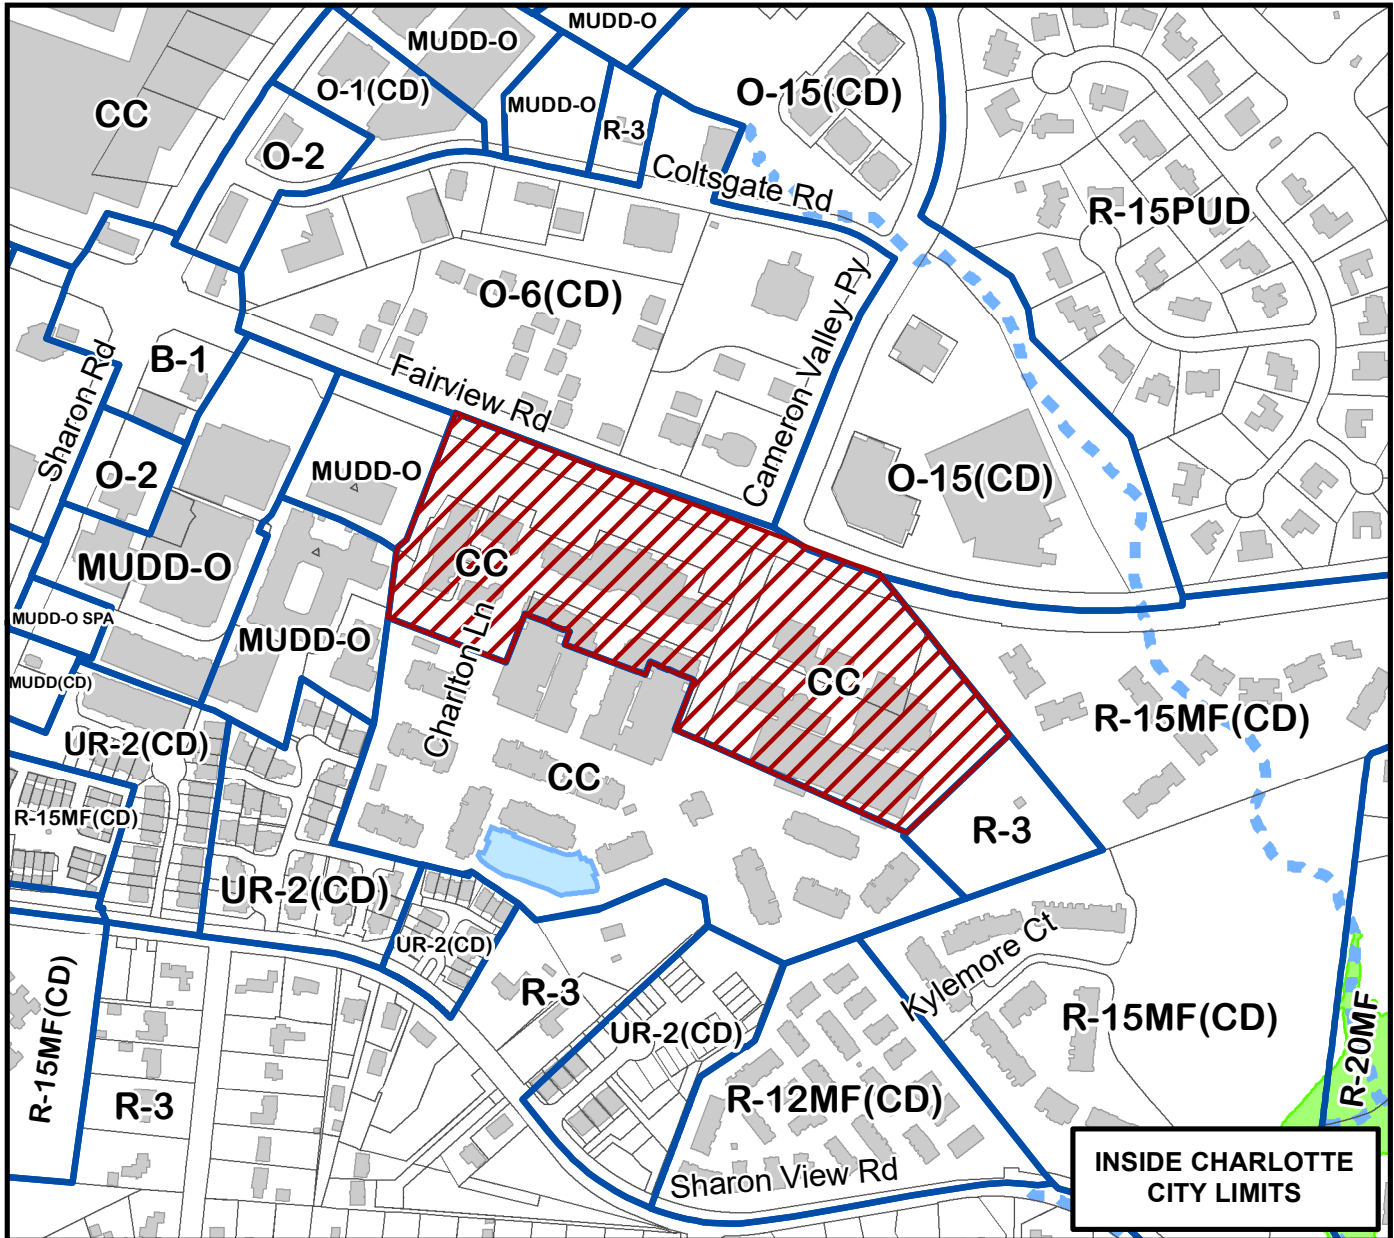 MUDD-O
MUDD-O
O-1(CD)
CC
MUDD-O
O-15(CD)
R-3
O-2
Coltsgate Rd
R-15PUD
O-6(CD)
Cameron Valley Py
B-1
Sharon Rd
Fairview Rd
O-2
MUDD-O
O-15(CD)
MUDD-O
CC
MUDD-O SPA
MUDD-O
MUDD(CD)
Charlton Ln
CC
R-15MF(CD)
UR-2(CD)
CC
R-15MF(CD)
R-3
UR-2(CD)
UR-2(CD)
Kylemore Ct
R-3
R-15MF(CD)
UR-2(CD)
R-15MF(CD)
R-20MF
R-3
R-12MF(CD)
Sharon View Rd
INSIDE CHARLOTTE
CITY LIMITS